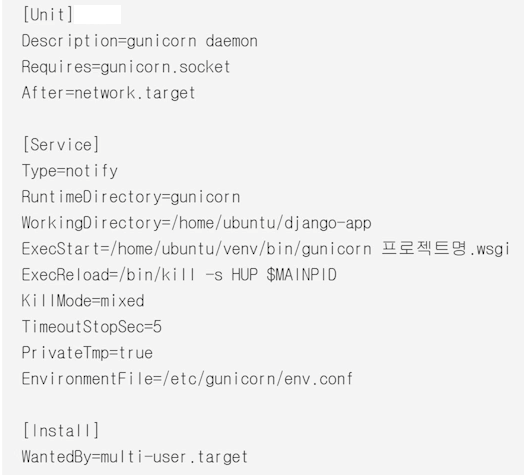 [Unit]
Description=gunicorn daemon
Requires=gunicorn.socket
After=network.target

[Service]
Type=notify
RuntimeDirectory=gunicorn
WorkingDirectory=/home/ubuntu/django-app
ExecStart=/home/ubuntu/venv/bin/gunicorn 프로젝트명.wsgi
ExecReload=/bin/kill -s HUP $MAINPID
KillMode=mixed
TimeoutStopSec=5
PrivateTmp=true
EnvironmentFile=/etc/gunicorn/env.conf

[Install]
WantedBy=multi-user.target